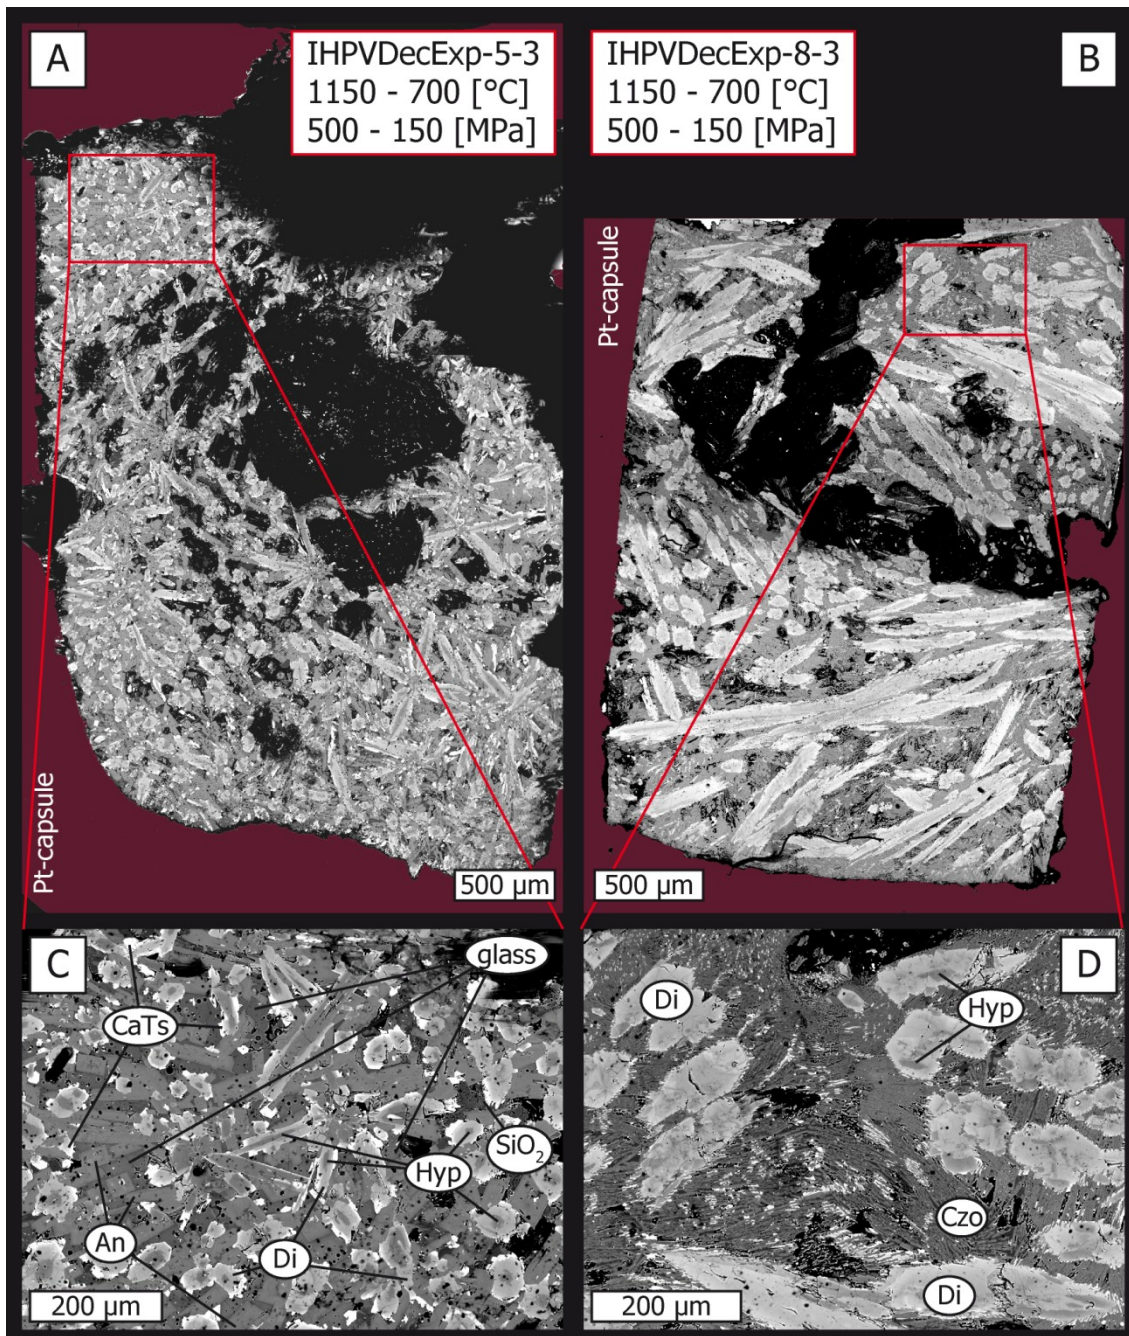 A
IHPVDecExp-5-3
1150 - 700 [°C]
500 - 150 [MPa]
IHPVDecExp-8-3
1150 - 700 [°C]
500 - 150 [MPa]
B
Pt-capsule
Pt-capsule
500 µm
500 µm
C
glass
CaTs
SiO₂
Hyp
An
Di
200 µm
D
Di
Hyp
Czo
Di
200 µm